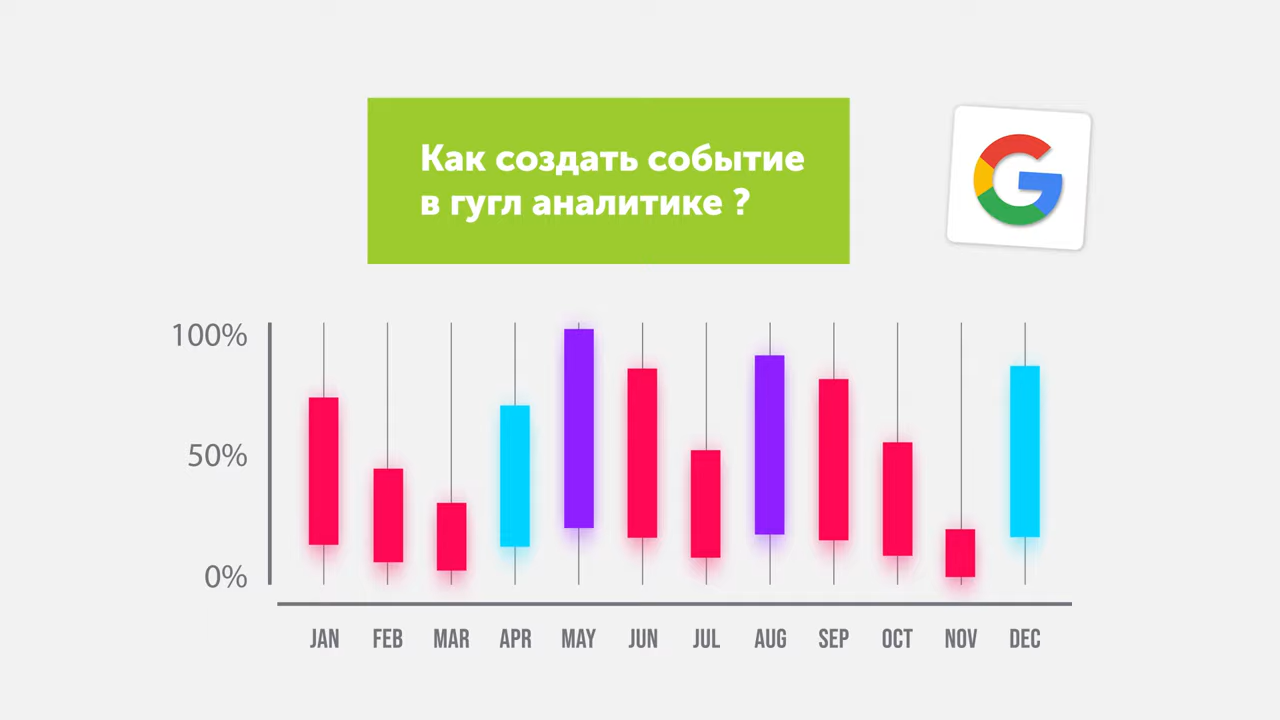 Как создать событие
в гугл аналитике ?
G
100%
50%
0%
JAN FEB MAR APR MAY JUN JUL AUG SEP OCT NOV DEC